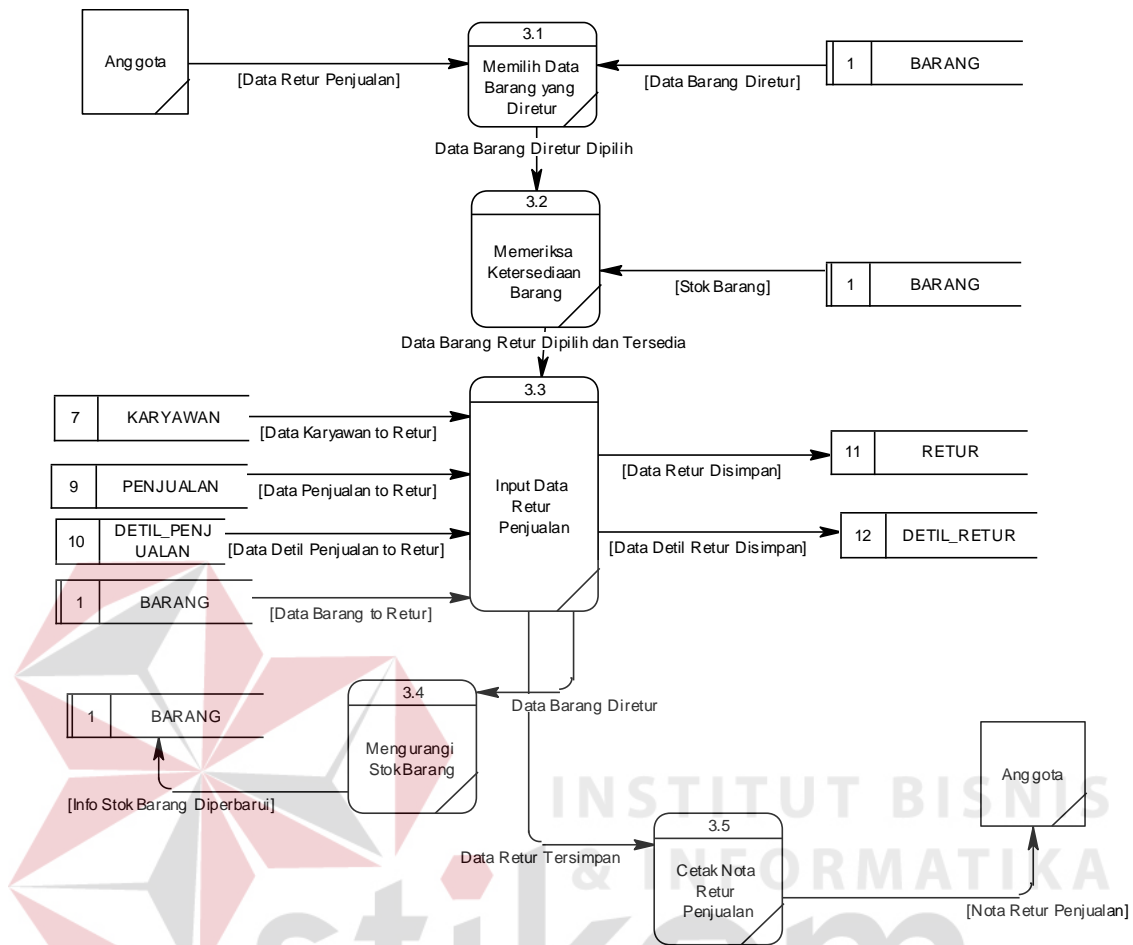 3.1
Anggota
Memilih Data
Barang yang
Diretur
1 BARANG
[Data Retur Penjualan]
[Data Barang Diretur]
Data Barang Diretur Dipilih
3.2
Memeriksa
Ketersediaan
Barang
[Stok Barang]
1 BARANG
Data Barang Retur Dipilih dan Tersedia
3.3
Input Data
Retur
Penjualan
7 KARYAWAN
[Data Karyawan to Retur]
9 PENJUALAN
[Data Penjualan to Retur]
10 DETIL_PENJ
UALAN
[Data Detil Penjualan to Retur]
1 BARANG
[Data Barang to Retur]
[Data Retur Disimpan]
11 RETUR
[Data Detil Retur Disimpan]
12 DETIL_RETUR
Data Barang Diretur
3.4
Mengurangi
Stok Barang
1 BARANG
[Info Stok Barang Diperbarui]
Data Retur Tersimpan
3.5
Cetak Nota
Retur
Penjualan
Anggota
[Nota Retur Penjualan]
INSTITUT BISNIS
& INFORMATIKA
stikom